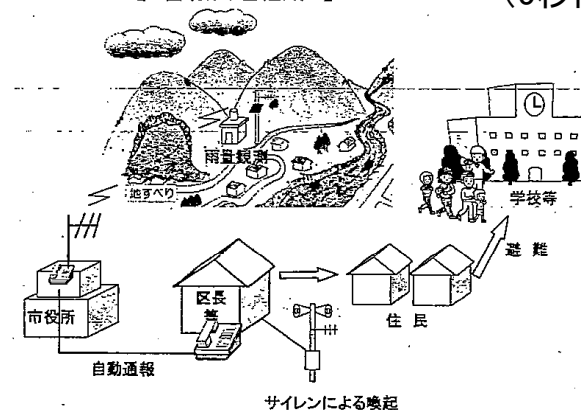 雨量観測
地すべり
学校等
避難
市役所
区長
等
住民
自動通報
サイレンによる喚起